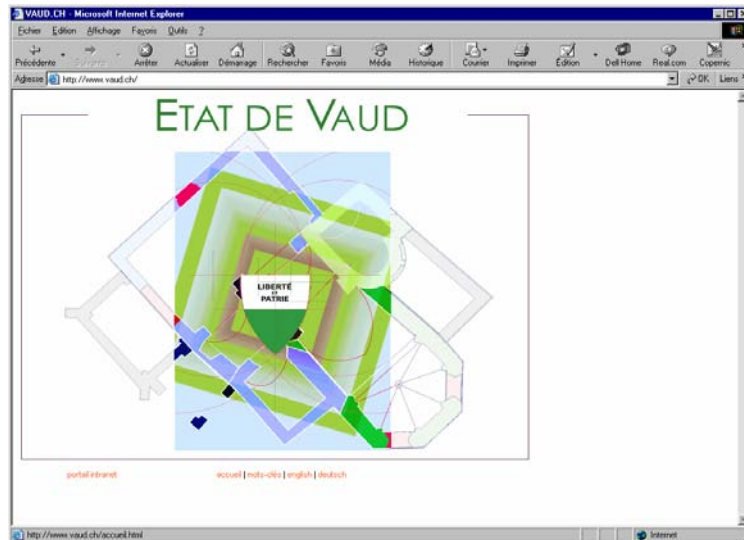 VAUD.CH - Microsoft Internet Explorer
Fichier Edition Affichage Favoris Outils ?
Précédente Suivante Arrêter Actualiser Démarrage Rechercher Favoris Média Historique Courrier Imprimer Édition Dell Home Real.com Copernic
Adresse http://www.vaud.ch/ OK Liens
ETAT DE VAUD
LIBERTÉ
ET
PATRIE
portail intranet accueil | mots-clés | english | deutsch
http://www.vaud.ch/accueil.html Internet